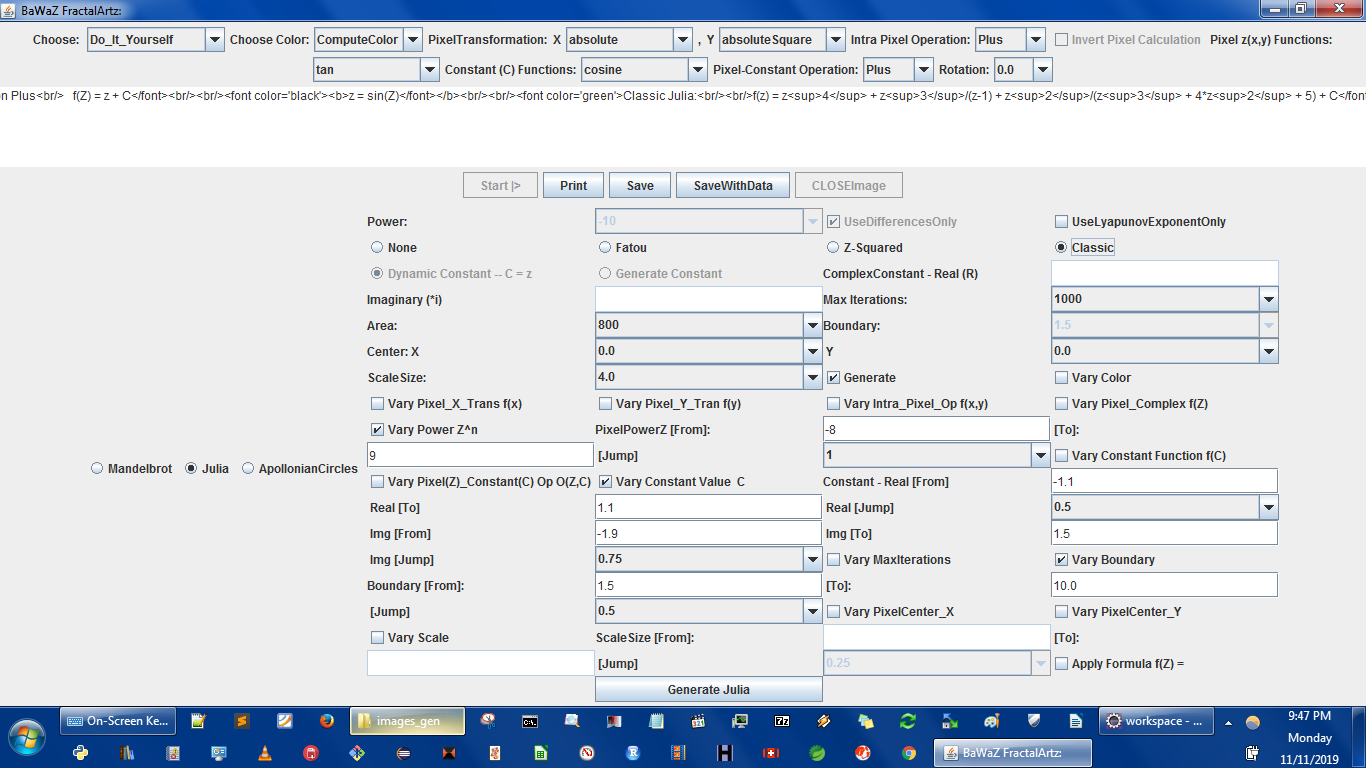 BaWaZ FractalArtz:
Choose: Do_It_Yourself Choose Color: ComputeColor PixelTransformation: X absolute , Y absoluteSquare Intra Pixel Operation: Plus Invert Pixel Calculation Pixel z(x,y) Functions:
tan Constant (C) Functions: cosine Pixel-Constant Operation: Plus Rotation: 0.0
on Plus<br/> f(Z) = z + C</font><br/><br/><font color='black'><b>z = sin(Z)</font></b><br/><br/><font color='green'>Classic Julia:<br/><br/>f(z) = z<sup>4</sup> + z<sup>3</sup>/(z-1) + z<sup>2</sup>/(z<sup>3</sup> + 4*z<sup>2</sup> + 5) + C</font
Start |> Print Save SaveWithData CLOSEImage
Power: -10 UseDifferencesOnly UseLyapunovExponentOnly
None Fatou Z-Squared Classic
Dynamic Constant -- C = z Generate Constant ComplexConstant - Real (R)
Imaginary (*i) Max Iterations: 1000
Area: 800 Boundary: 1.5
Center: X 0.0 Y 0.0
ScaleSize: 4.0 Generate Vary Color
Vary Pixel_X_Trans f(x) Vary Pixel_Y_Tran f(y) Vary Intra_Pixel_Op f(x,y) Vary Pixel_Complex f(Z)
Vary Power Z^n PixelPowerZ [From): -8 [To]:
Mandelbrot Julia ApollonianCircles 9 [Jump] 1 Vary Constant Function f(C)
Vary Pixel(Z)_Constant(C) Op O(Z,C) Vary Constant Value C Constant - Real [From] -1.1
Real [To] 1.1 Real [Jump] 0.5
Img [From] -1.9 Img [To] 1.5
Img [Jump] 0.75 Vary MaxIterations Vary Boundary
Boundary [From]: 1.5 [To]: 10.0
[Jump] 0.5 Vary PixelCenter_X Vary PixelCenter_Y
Vary Scale ScaleSize [From]: [To]:
[Jump] 0.25 Apply Formula f(Z) =
Generate Julia
On-Screen Ke... images_gen workspace - ... 9:47 PM
Monday
BaWaZ FractalArtz: 11/11/2019